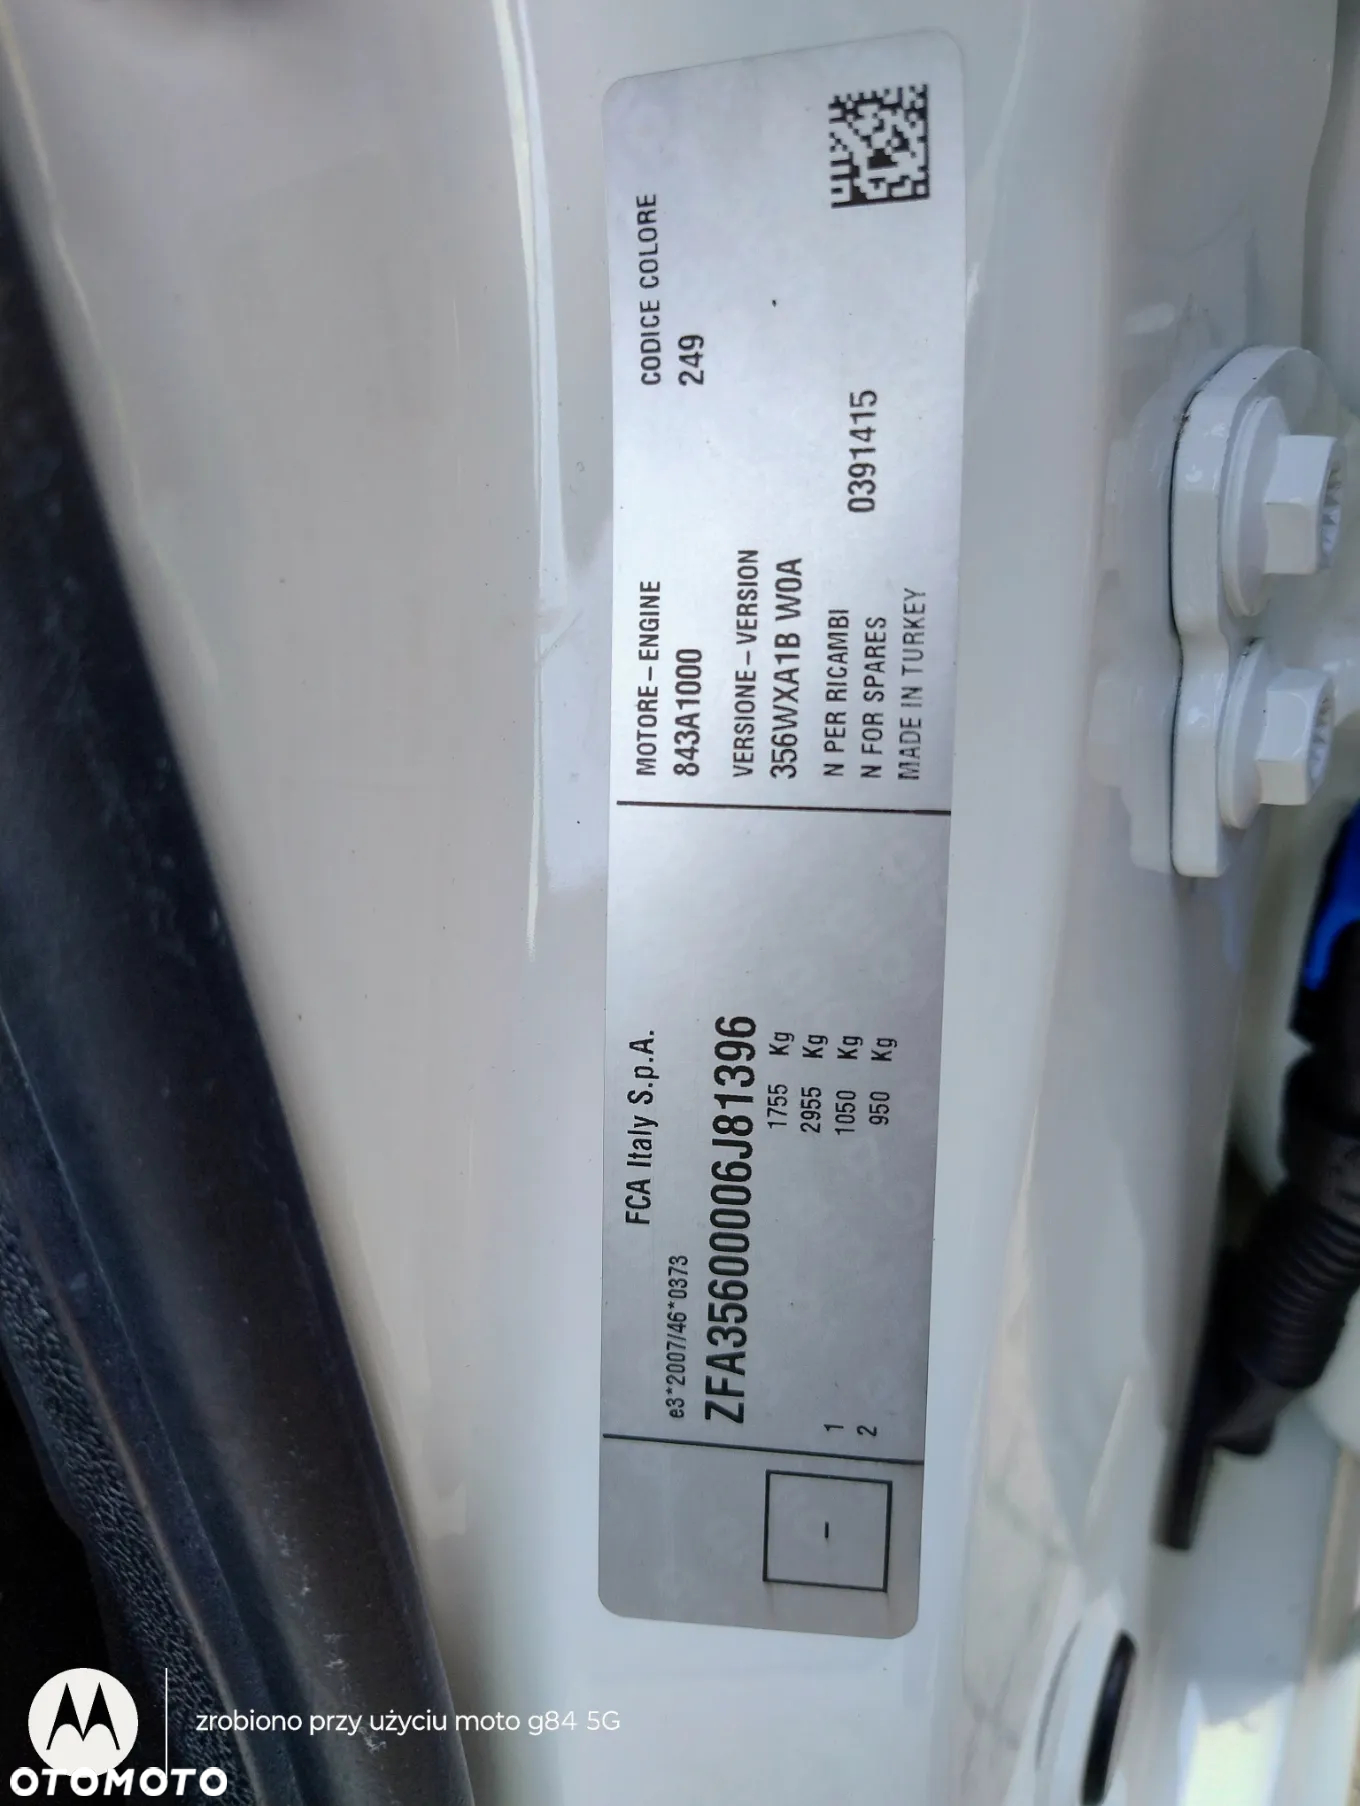 FCA Italy S.p.A.
e3*2007/46*0373
ZFA3560006J81396
1755 Kg
2955 Kg
1 1050 Kg
2 950 Kg
-
MOTORE-ENGINE CODICE COLORE
843A1000 249
VERSIONE-VERSION
356WXA1B W0A
N PER RICAMBI
N FOR SPARES 0391415
MADE IN TURKEY
zrobiono przy użyciu moto g84 5G
OTOMOTO